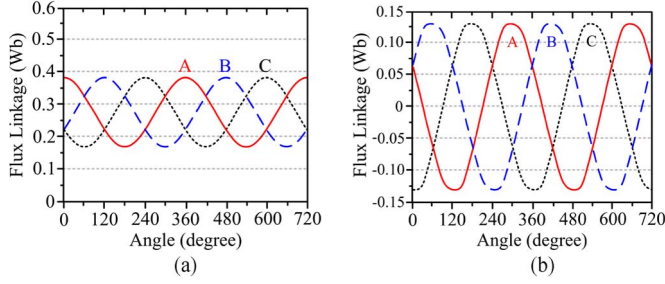 0.6
0.5
0.4
0.3
0.2
0.1
0
Flux Linkage (Wb)
A B C
0 120 240 360 480 600 720
Angle (degree)
(a)
0.15
0.10
0.05
0
-0.05
-0.10
-0.15
Flux Linkage (Wb)
A B C
0 120 240 360 480 600 720
Angle (degree)
(b)